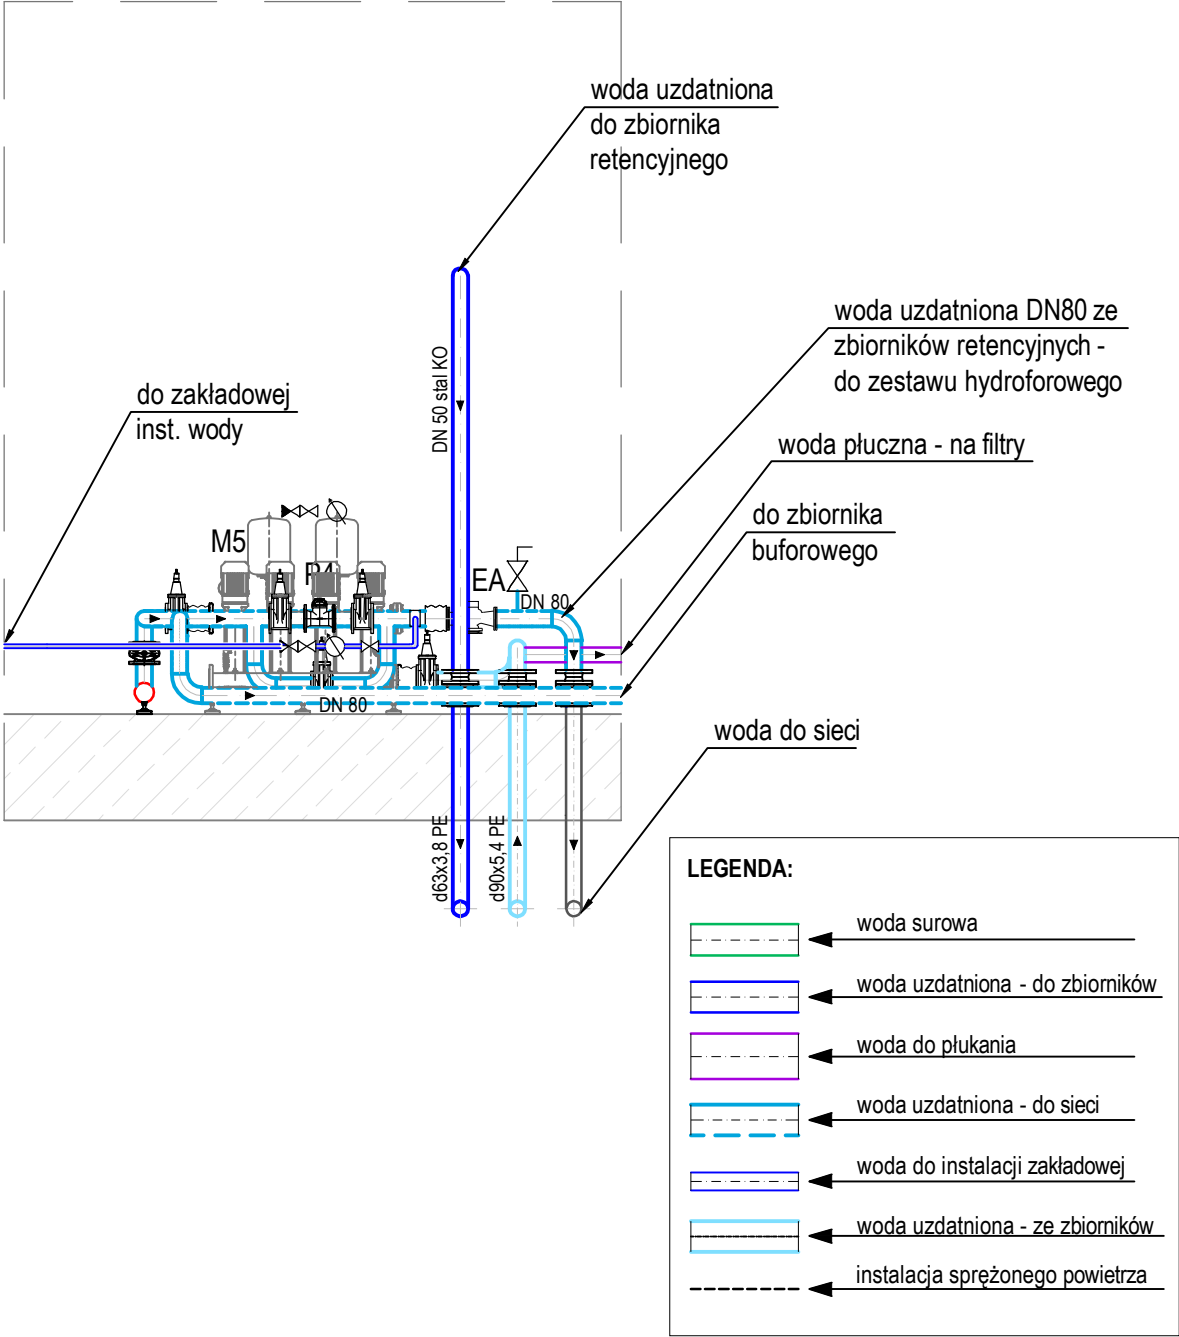 woda uzdatniona
do zbiornika
retencyjnego
woda uzdatniona DN80 ze
zbiorników retencyjnych -
do zestawu hydroforowego
do zakładowej
inst. wody
DN 50 stal KO
woda płuczna - na filtry
do zbiornika
buforowego
M5
EA
DN 80
DN 80
woda do sieci
d63x3,8 PE
d90x5,4 PE
LEGENDA:
woda surowa
woda uzdatniona - do zbiorników
woda do płukania
woda uzdatniona - do sieci
woda do instalacji zakładowej
woda uzdatniona - ze zbiorników
instalacja sprężonego powietrza